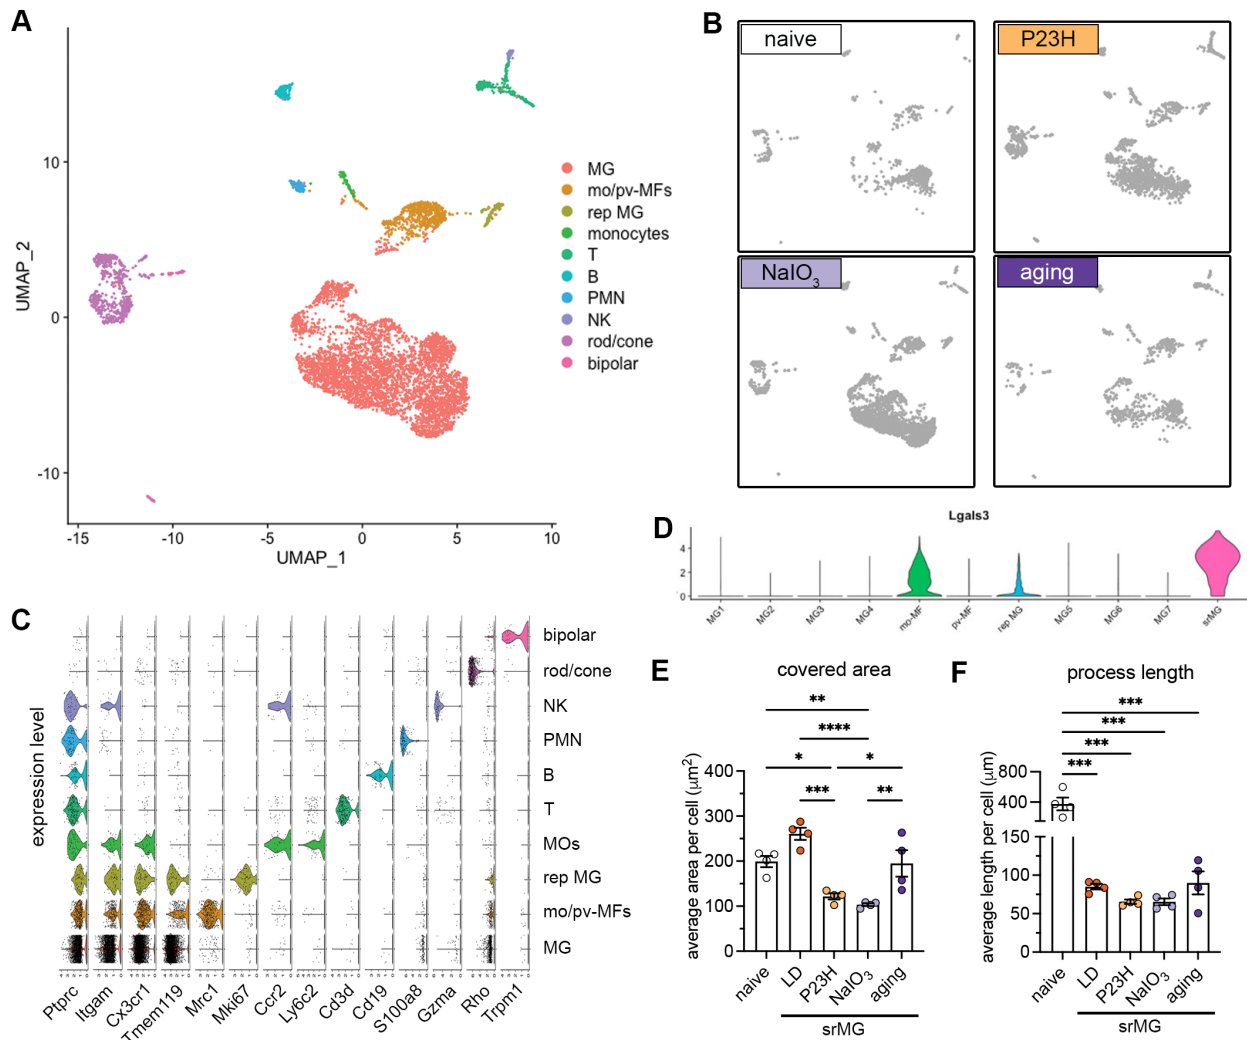 A
UMAP_2
10
0
-10
-15
-10
-5
0
5
10
UMAP_1
MG
mo/pv-MFs
rep MG
monocytes
T
B
PMN
NK
rod/cone
bipolar
B
naive
P23H
NaIO3
aging
C
expression level
bipolar
rod/cone
NK
PMN
B
T
MOs
rep MG
mo/pv-MFs
MG
Ptprc
Itgam
Cx3cr1
Tmem119
Mrc1
Mki67
Ccr2
Ly6c2
Cd3d
Cd19
S100a8
Gzma
Rho
Trpm1
D
Lgals3
4
2
0
MG1
MG2
MG3
MG4
mo-MF
pv-MF
rep MG
MG5
MG6
MG7
srMG
E
covered area
**
****
* *
*** **
average area per cell (μm2)
400
300
200
100
0
naive
LD
P23H
NaIO3
aging
srMG
F
process length
***
***
***
***
average length per cell (μm)
800
400
150
100
50
0
naive
LD
P23H
NaIO3
aging
srMG